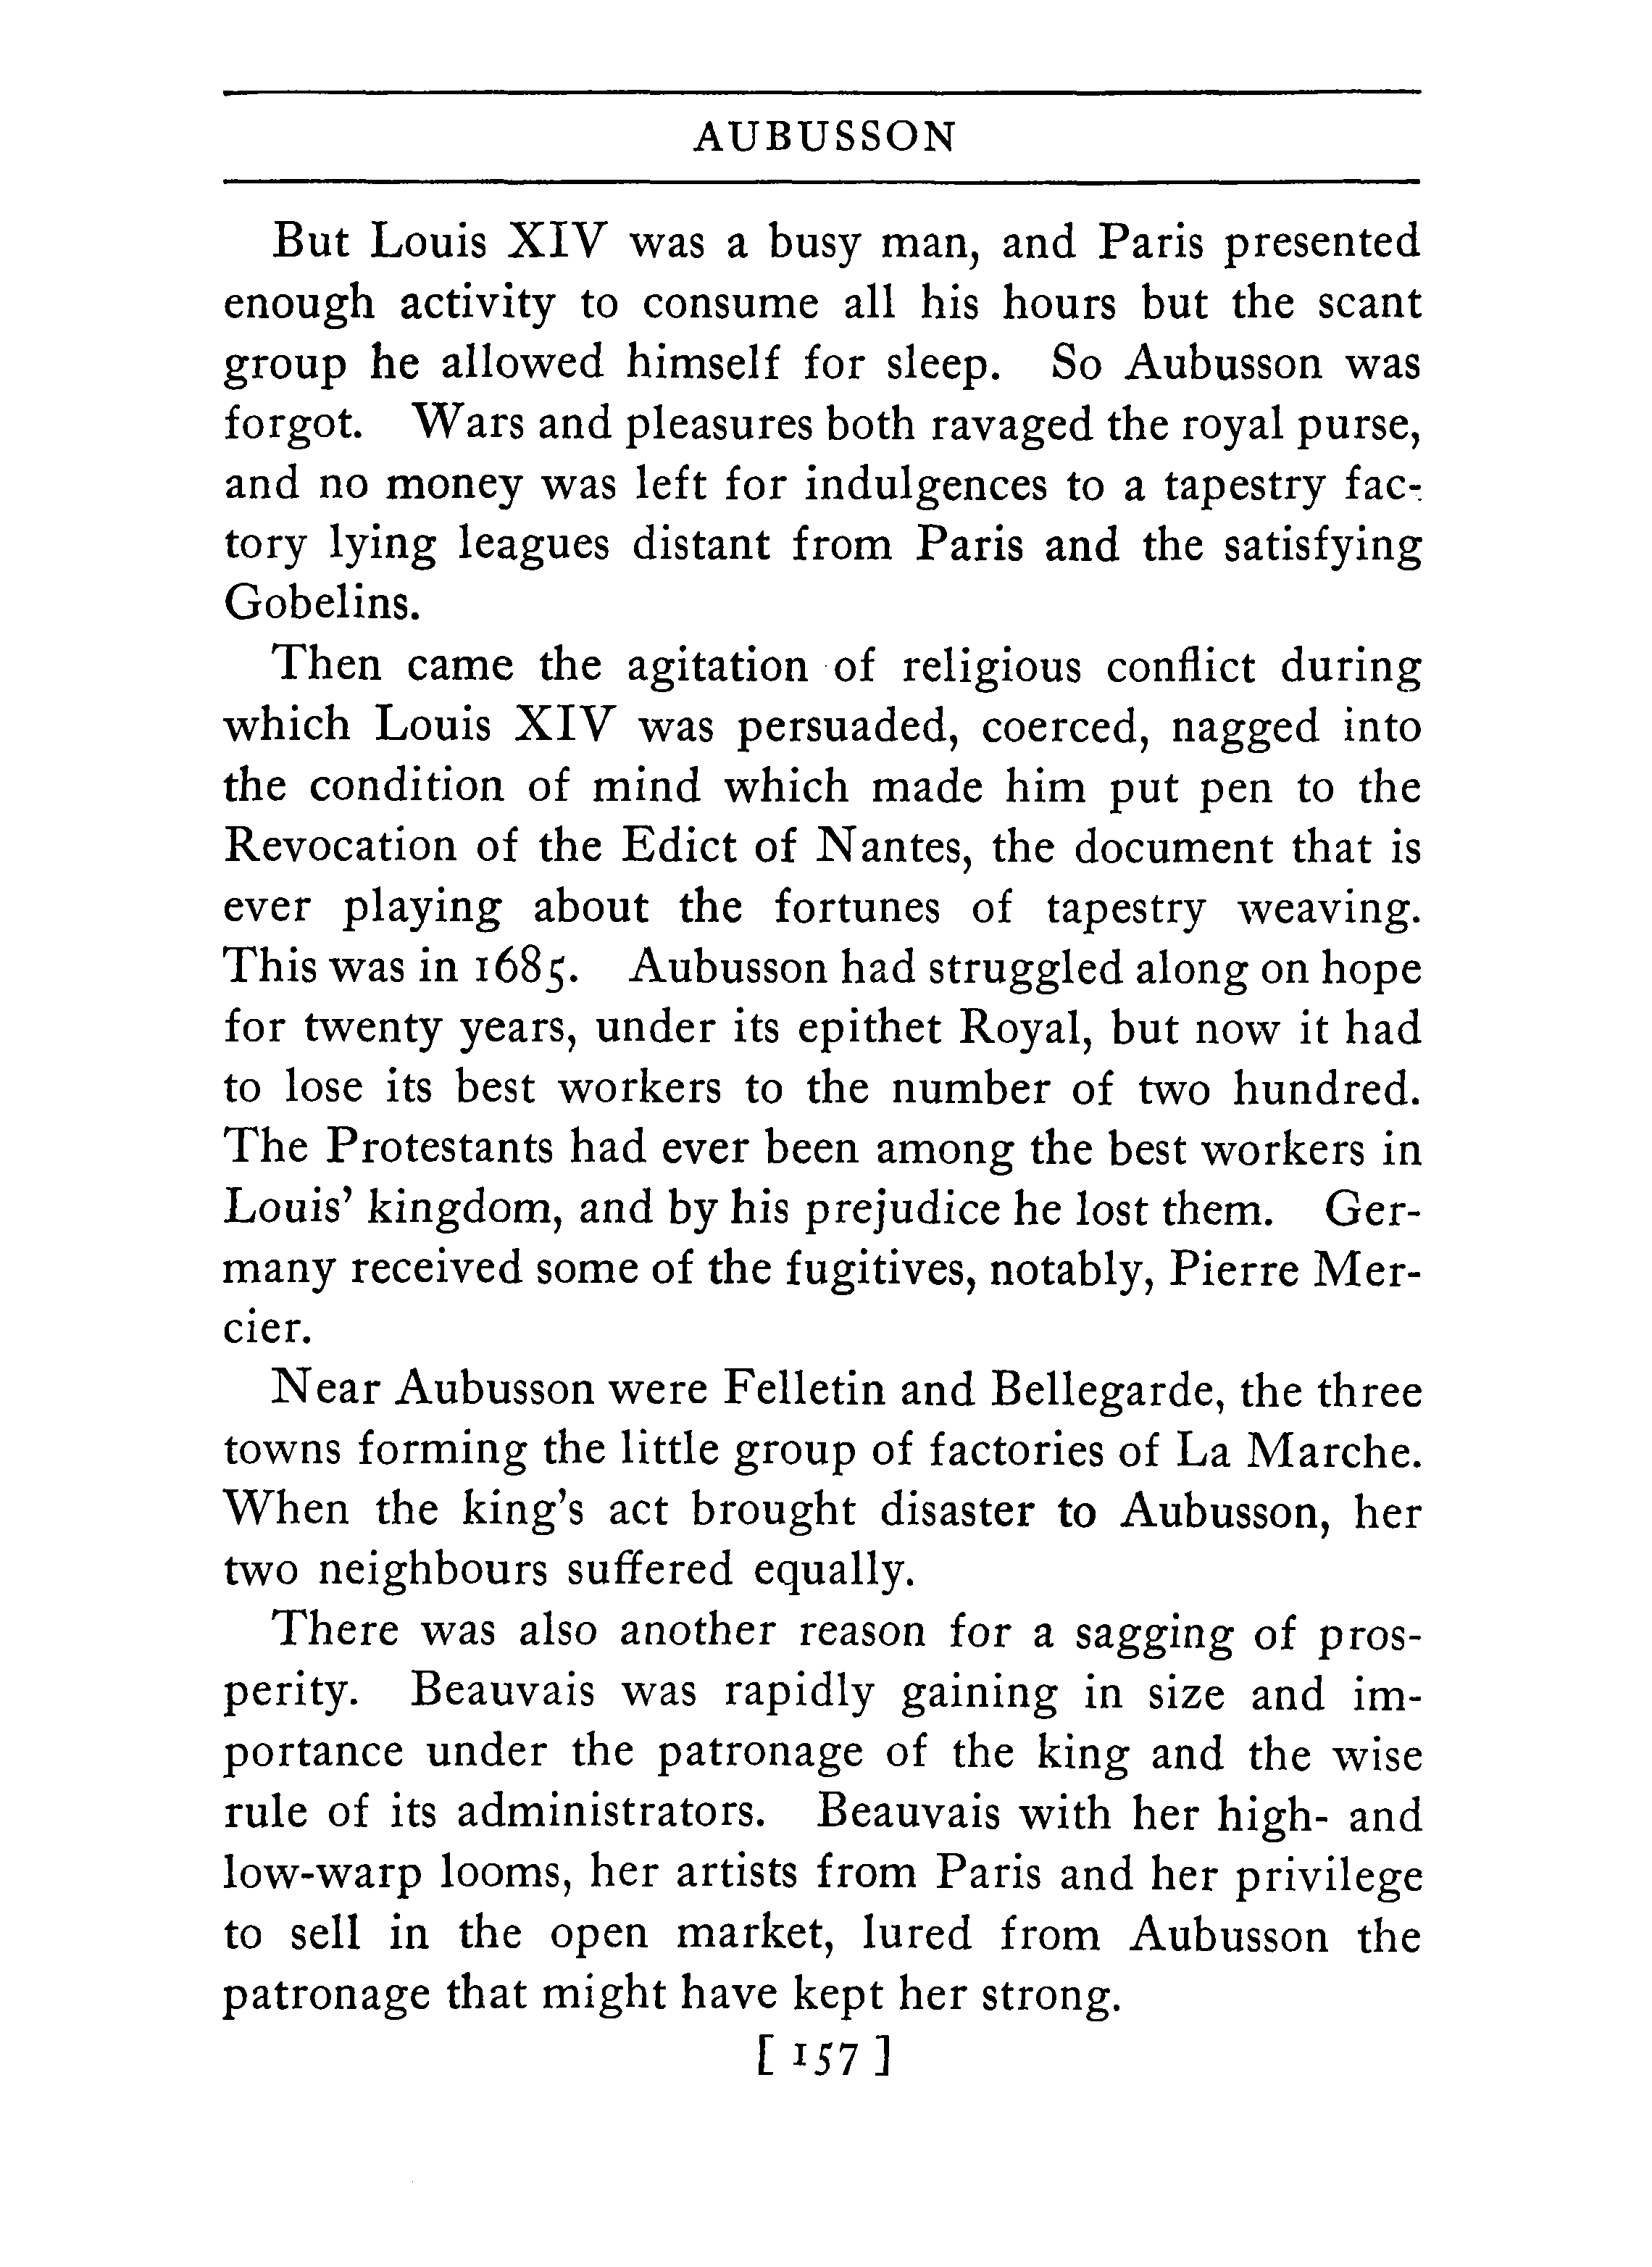 AUBUSSON
But Louis XIV was a busy man, and Paris presented
enough activity to consume all his hours but the scant
group he allowed himself for sleep. So Aubusson was
forgot. Wars and pleasures both ravaged the royal purse,
and no money was left for indulgences to a tapestry fac-
tory lying leagues distant from Paris and the satisfying
Gobelins.
Then came the agitation of religious conflict during
which Louis XIV was persuaded, coerced, nagged into
the condition of mind which made him put pen to the
Revocation of the Edict of Nantes, the document that is
ever playing about the fortunes of tapestry weaving.
This was in 1685. Aubusson had struggled along on hope
for twenty years, under its epithet Royal, but now it had
to lose its best workers to the number of two hundred.
The Protestants had ever been among the best workers in
Louis' kingdom, and by his prejudice he lost them. Ger-
many received some of the fugitives, notably, Pierre Mer-
cier.
Near Aubusson were Felletin and Bellegarde, the three
towns forming the little group of factories of La Marche.
When the king's act brought disaster to Aubusson, her
two neighbours suffered equally.
There was also another reason for a sagging of pros-
perity. Beauvais was rapidly gaining in size and im-
portance under the patronage of the king and the wise
rule of its administrators. Beauvais with her high- and
low-warp looms, her artists from Paris and her privilege
to sell in the open market, lured from Aubusson the
patronage that might have kept her strong.
[ 157 ]